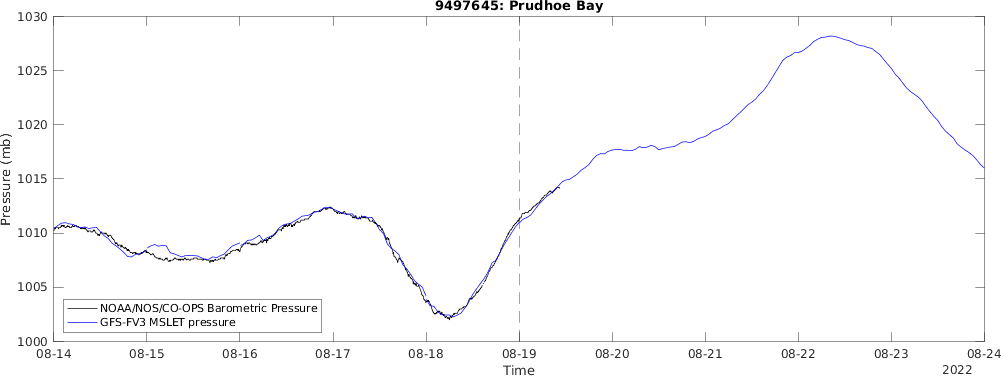 9497645: Prudhoe Bay
Pressure (mb)
1030
1025
1020
1015
1010
1005
1000
NOAA/NOS/CO-OPS Barometric Pressure
GFS-FV3 MSLET pressure
08-14 08-15 08-16 08-17 08-18 08-19 08-20 08-21 08-22 08-23 08-24
Time
2022